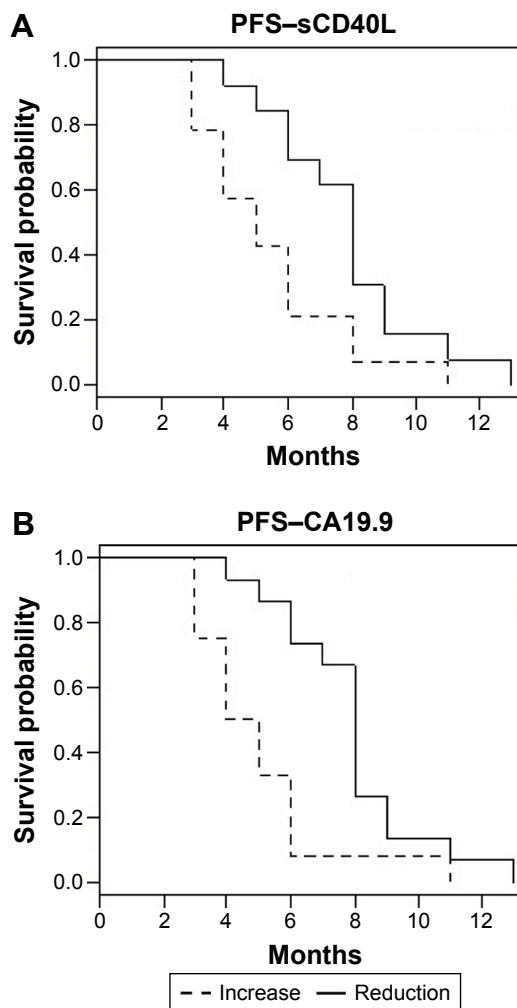 A
PFS–sCD40L
Survival probability
1.0
0.8
0.6
0.4
0.2
0.0
0 2 4 6 8 10 12
Months
B
PFS–CA19.9
Survival probability
1.0
0.8
0.6
0.4
0.2
0.0
0 2 4 6 8 10 12
Months
Increase Reduction